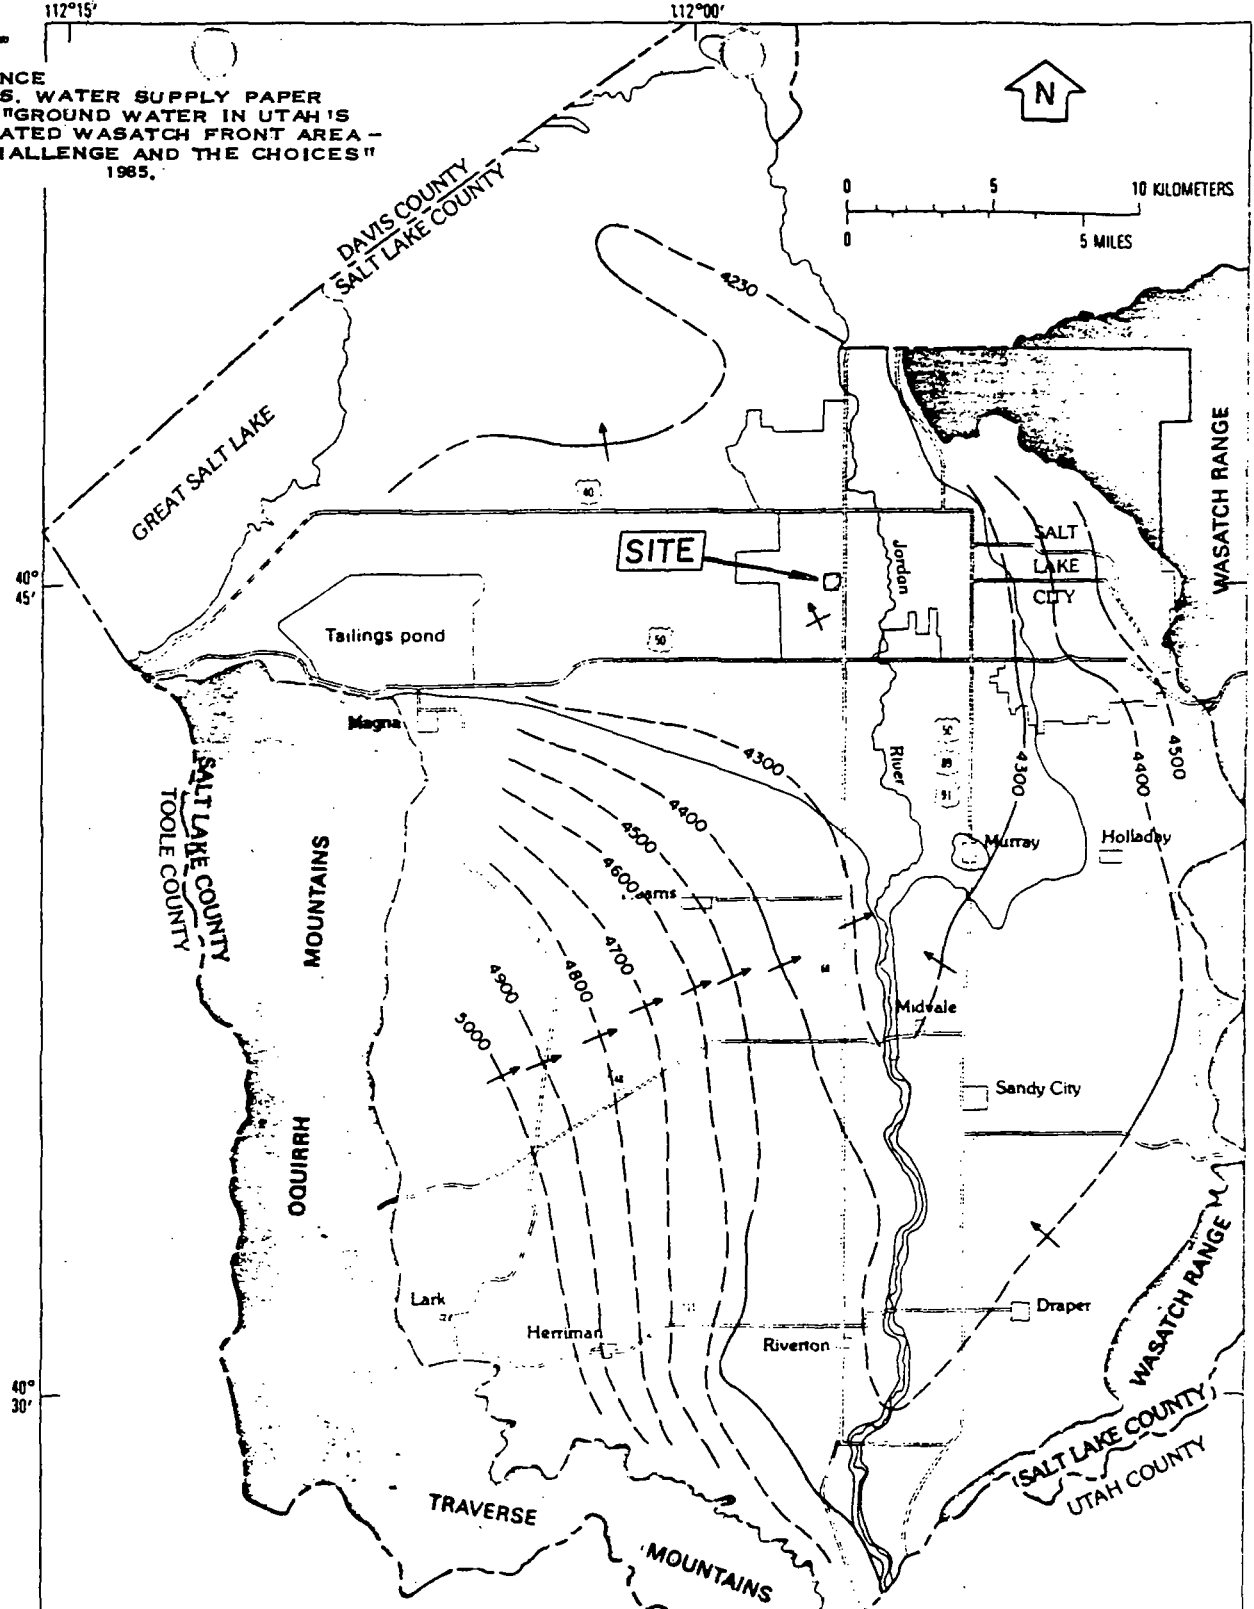 112°15'
112°00'
NCE
S. WATER SUPPLY PAPER
"GROUND WATER IN UTAH'S
ATED WASATCH FRONT AREA-
HALLENGE AND THE CHOICES"
1985.
N
0 5 10 KILOMETERS
0 5 MILES
DAVIS COUNTY
SALT LAKE COUNTY
4230
GREAT SALT LAKE
WASATCH RANGE
40
SITE
Jordan
SALT
LAKE
CITY
40°
45'
Tailings pond
50
Magna
River
4300
4300
4400
4500
SALT LAKE COUNTY
TOOLE COUNTY
4400
4500
4600
Murray
Holladay
MOUNTAINS
4700
4800
4900
5000
Midvale
Sandy City
OQUIRRH
Lark
Herriman
Riverton
Draper
WASATCH RANGE
40°
30'
SALT LAKE COUNTY
UTAH COUNTY
TRAVERSE
MOUNTAINS